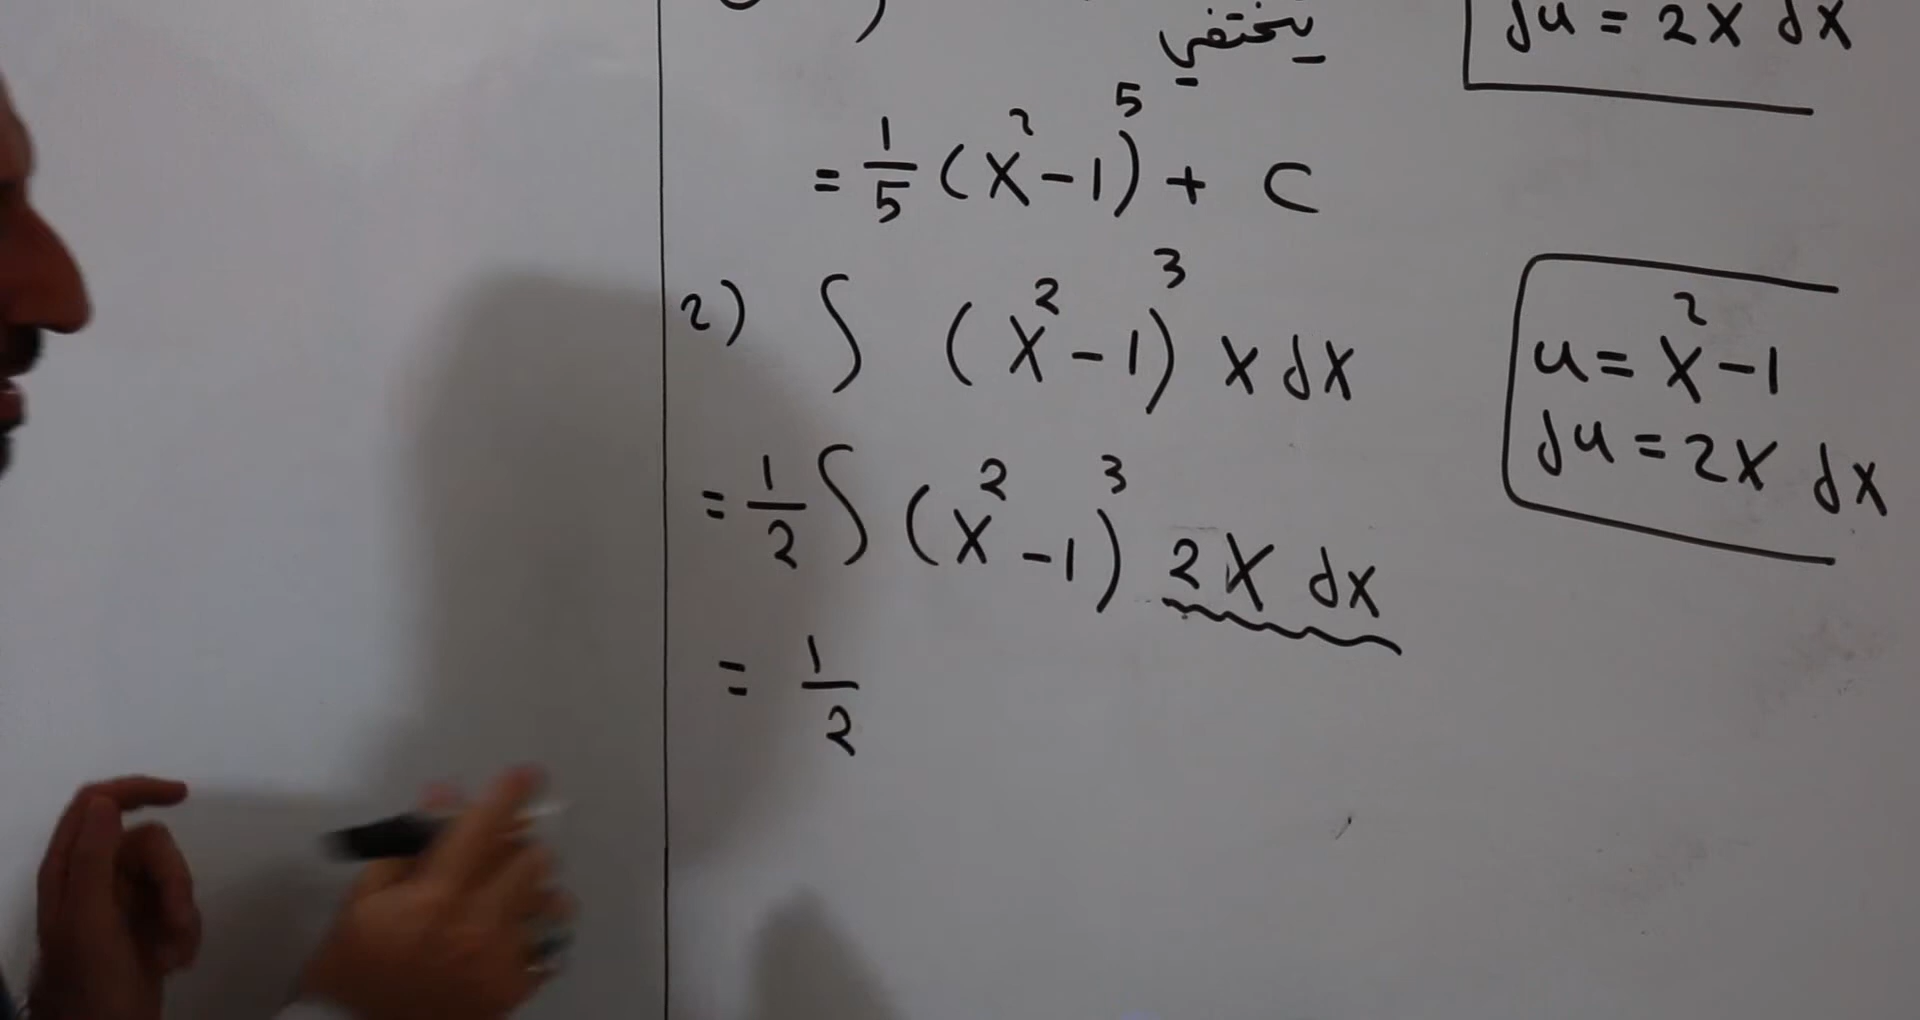 يختفي
du = 2x dx
= 1/5 (x² - 1)⁵ + c
2) ∫ (x² - 1)³ x dx
u = x² - 1
du = 2x dx
= 1/2 ∫ (x² - 1)³ 2x dx
= 1/2